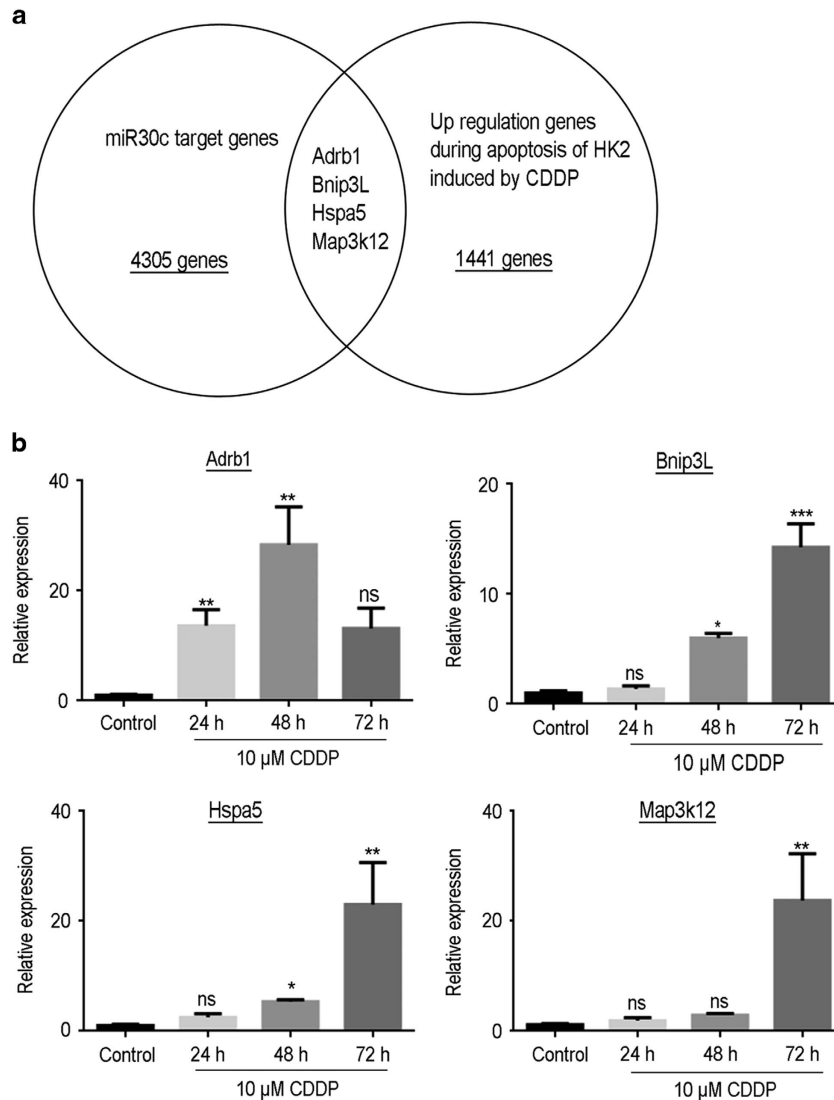 a
miR30c target genes
4305 genes
Adrb1
Bnip3L
Hspa5
Map3k12
Up regulation genes
during apoptosis of HK2
induced by CDDP
1441 genes
b
Adrb1
Relative expression
40
20
0
**
**
ns
Control
24 h
48 h
72 h
10 µM CDDP
Bnip3L
Relative expression
20
10
0
ns
*
***
Control
24 h
48 h
72 h
10 µM CDDP
Hspa5
Relative expression
40
20
0
ns
*
**
Control
24 h
48 h
72 h
10 µM CDDP
Map3k12
Relative expression
40
20
0
ns
ns
**
Control
24 h
48 h
72 h
10 µM CDDP